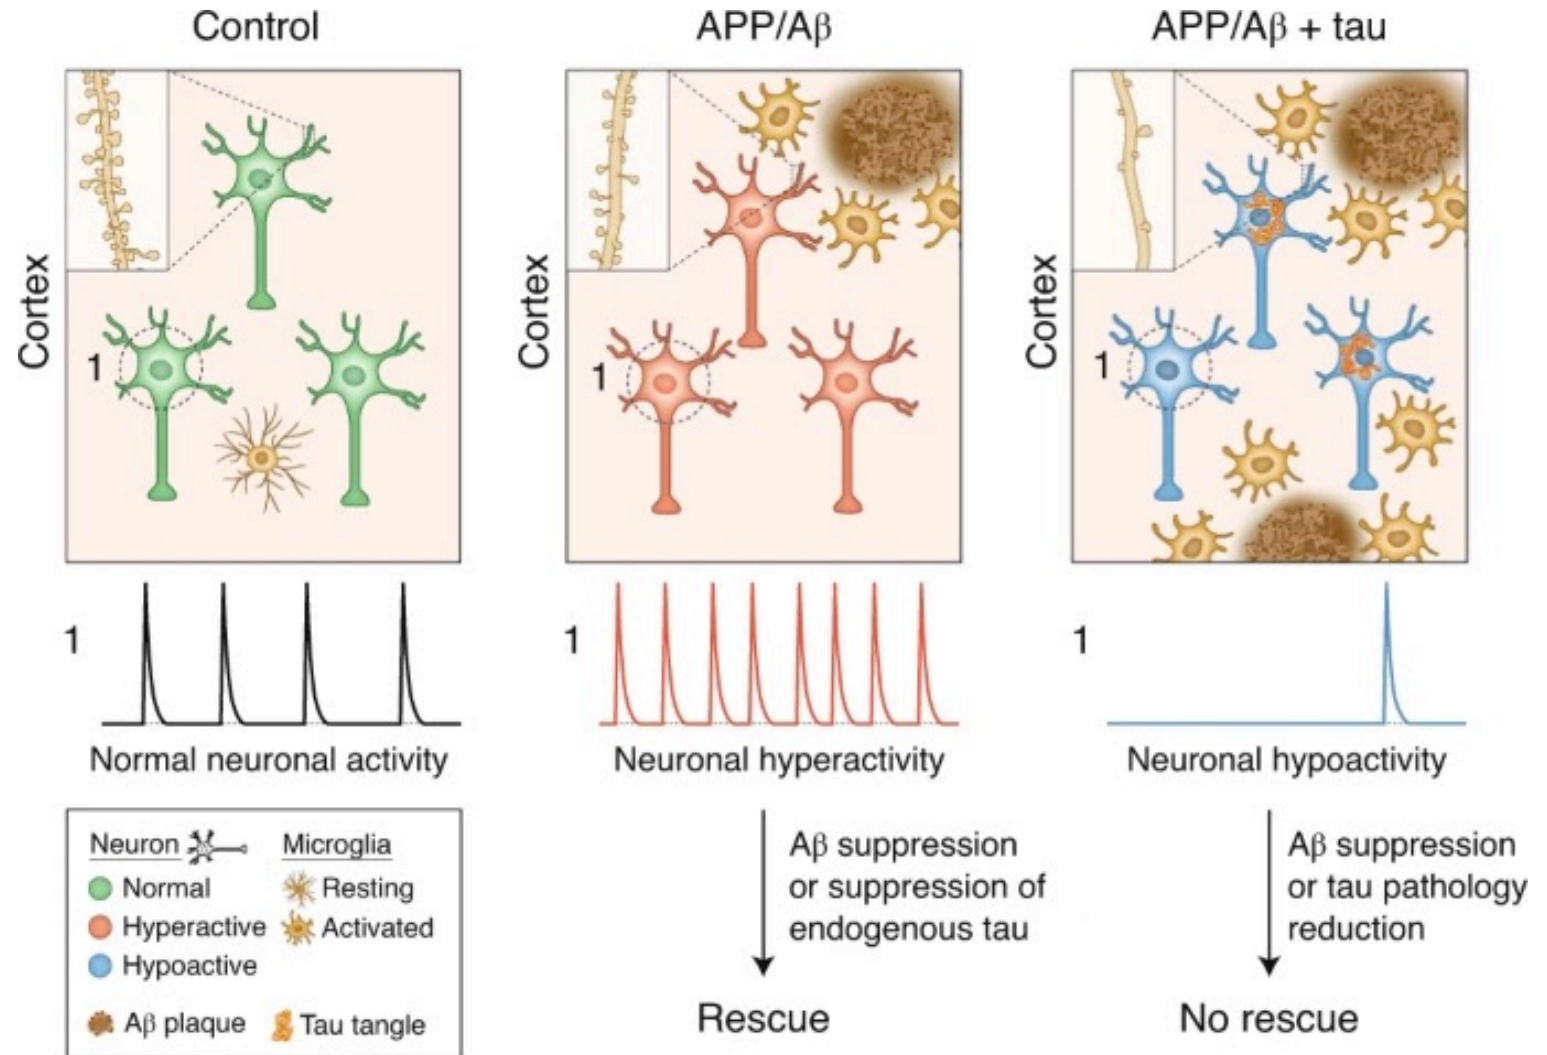 Control
APP/Aβ
APP/Aβ + tau
Cortex
1
Cortex
1
Cortex
1
1
1
1
Normal neuronal activity
Neuronal hyperactivity
Neuronal hypoactivity
Neuron
Microglia
Normal
Resting
Hyperactive
Activated
Hypoactive
Aβ plaque
Tau tangle
Aβ suppression
or suppression of
endogenous tau
Rescue
Aβ suppression
or tau pathology
reduction
No rescue